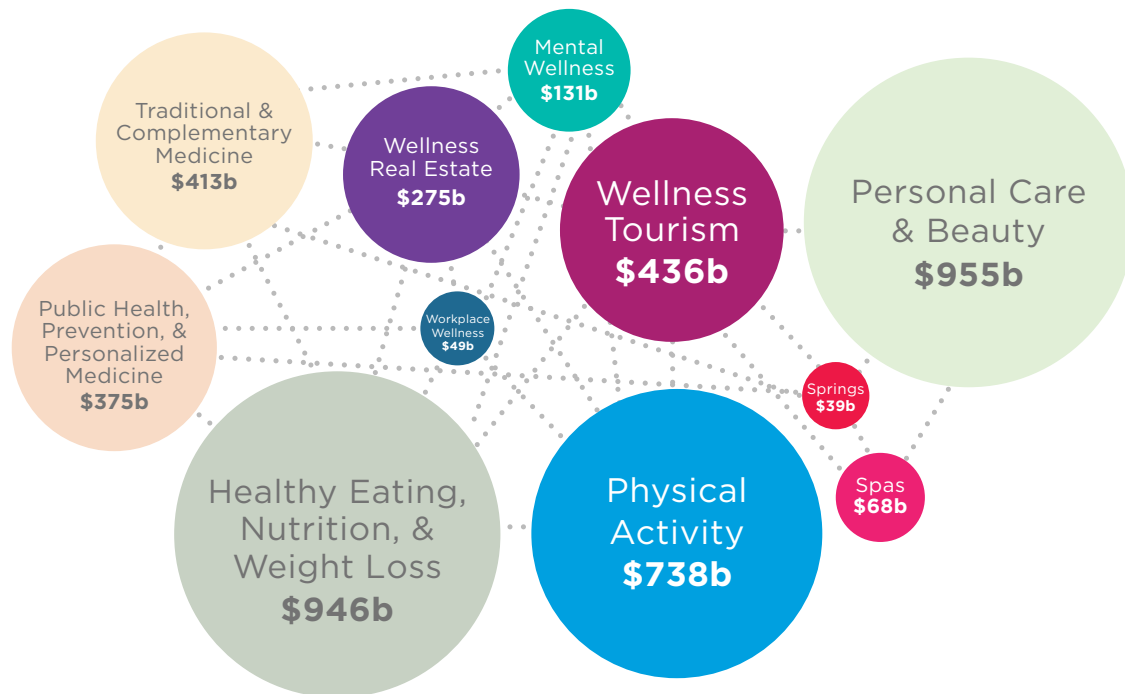 Mental
Wellness
$131b
Traditional &
Complementary
Medicine
$413b
Wellness
Real Estate
$275b
Wellness
Tourism
$436b
Personal Care
& Beauty
$955b
Public Health,
Prevention, &
Personalized
Medicine
$375b
Workplace
Wellness
$49b
Springs
$39b
Healthy Eating,
Nutrition, &
Weight Loss
$946b
Physical
Activity
$738b
Spas
$68b